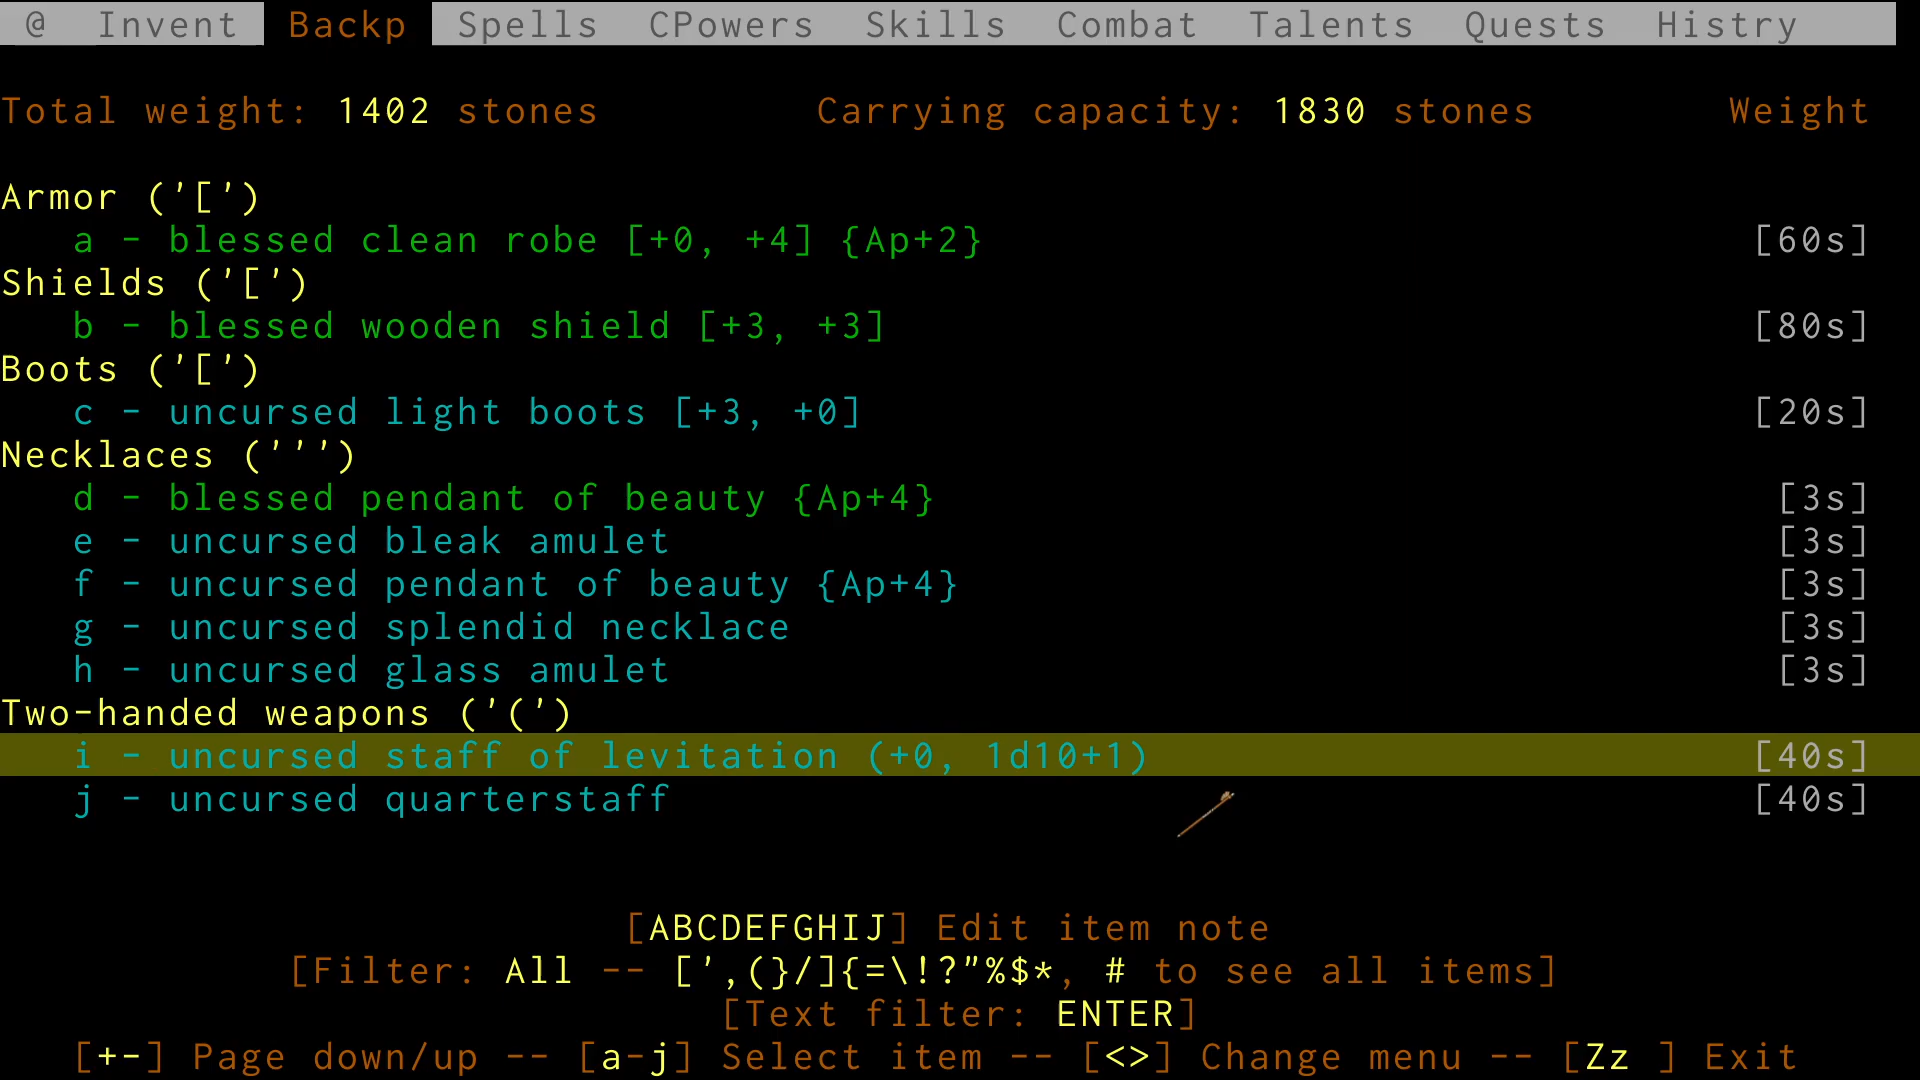 @ Invent Backp Spells CPowers Skills Combat Talents Quests Histry
Total weight: 1402 stones Carrying capacity: 1830 stones Weight
Armor ('[')
a - blessed clean robe [+0, +4] {Ap+2} [60s]
Shields ('[')
b - blessed wooden shield [+3, +3] [80s]
Boots ('[')
c - uncursed light boots [+3, +0] [20s]
Necklaces (''')
d - blessed pendant of beauty {Ap+4} [3s]
e - uncursed bleak amulet [3s]
f - uncursed pendant of beauty {Ap+4} [3s]
g - uncursed splendid necklace [3s]
h - uncursed glass amulet [3s]
Two-handed weapons ('(')
i - uncursed staff of levitation (+0, 1d10+1) [40s]
j - uncursed quarterstaff [40s]
[ABCDEFGHIJ] Edit item note
[Filter: All -- [',(}/]{=\!?"%$*, # to see all items]
[Text filter: ENTER]
[+-] Page down/up -- [a-j] Select item -- [<>] Change menu -- [Zz ] Exit